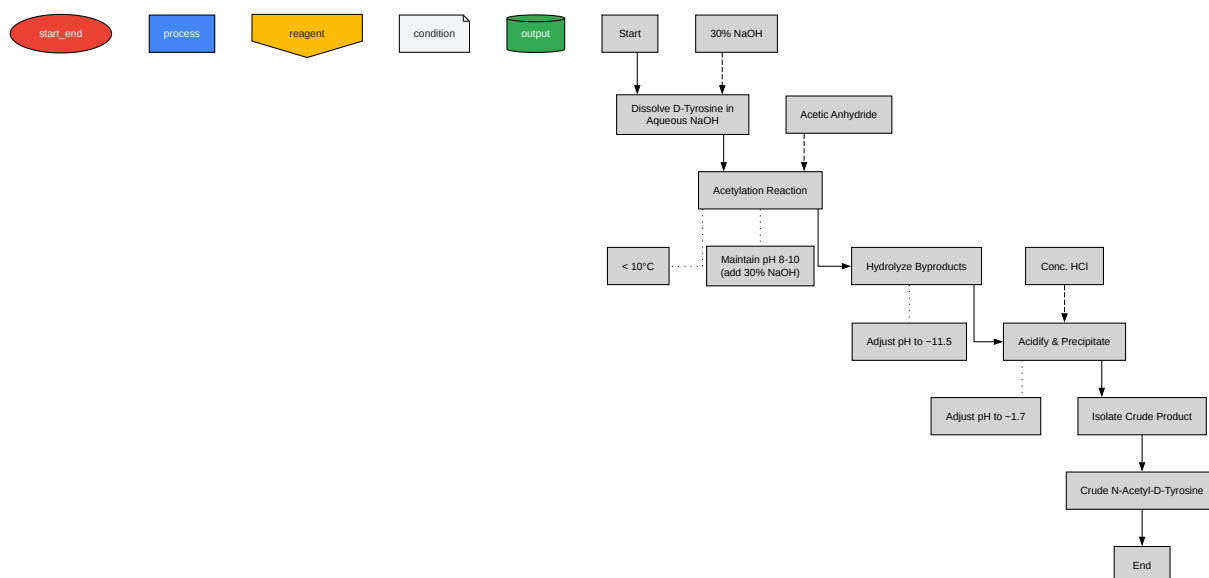 start_end
process
reagent
condition
output
Start
30% NaOH
Dissolve D-Tyrosine in
Aqueous NaOH
Acetic Anhydride
Acetylation Reaction
< 10°C
Maintain pH 8-10
(add 30% NaOH)
Hydrolyze Byproducts
Conc. HCl
Adjust pH to ~11.5
Acidify & Precipitate
Adjust pH to ~1.7
Isolate Crude Product
Crude N-Acetyl-D-Tyrosine
End